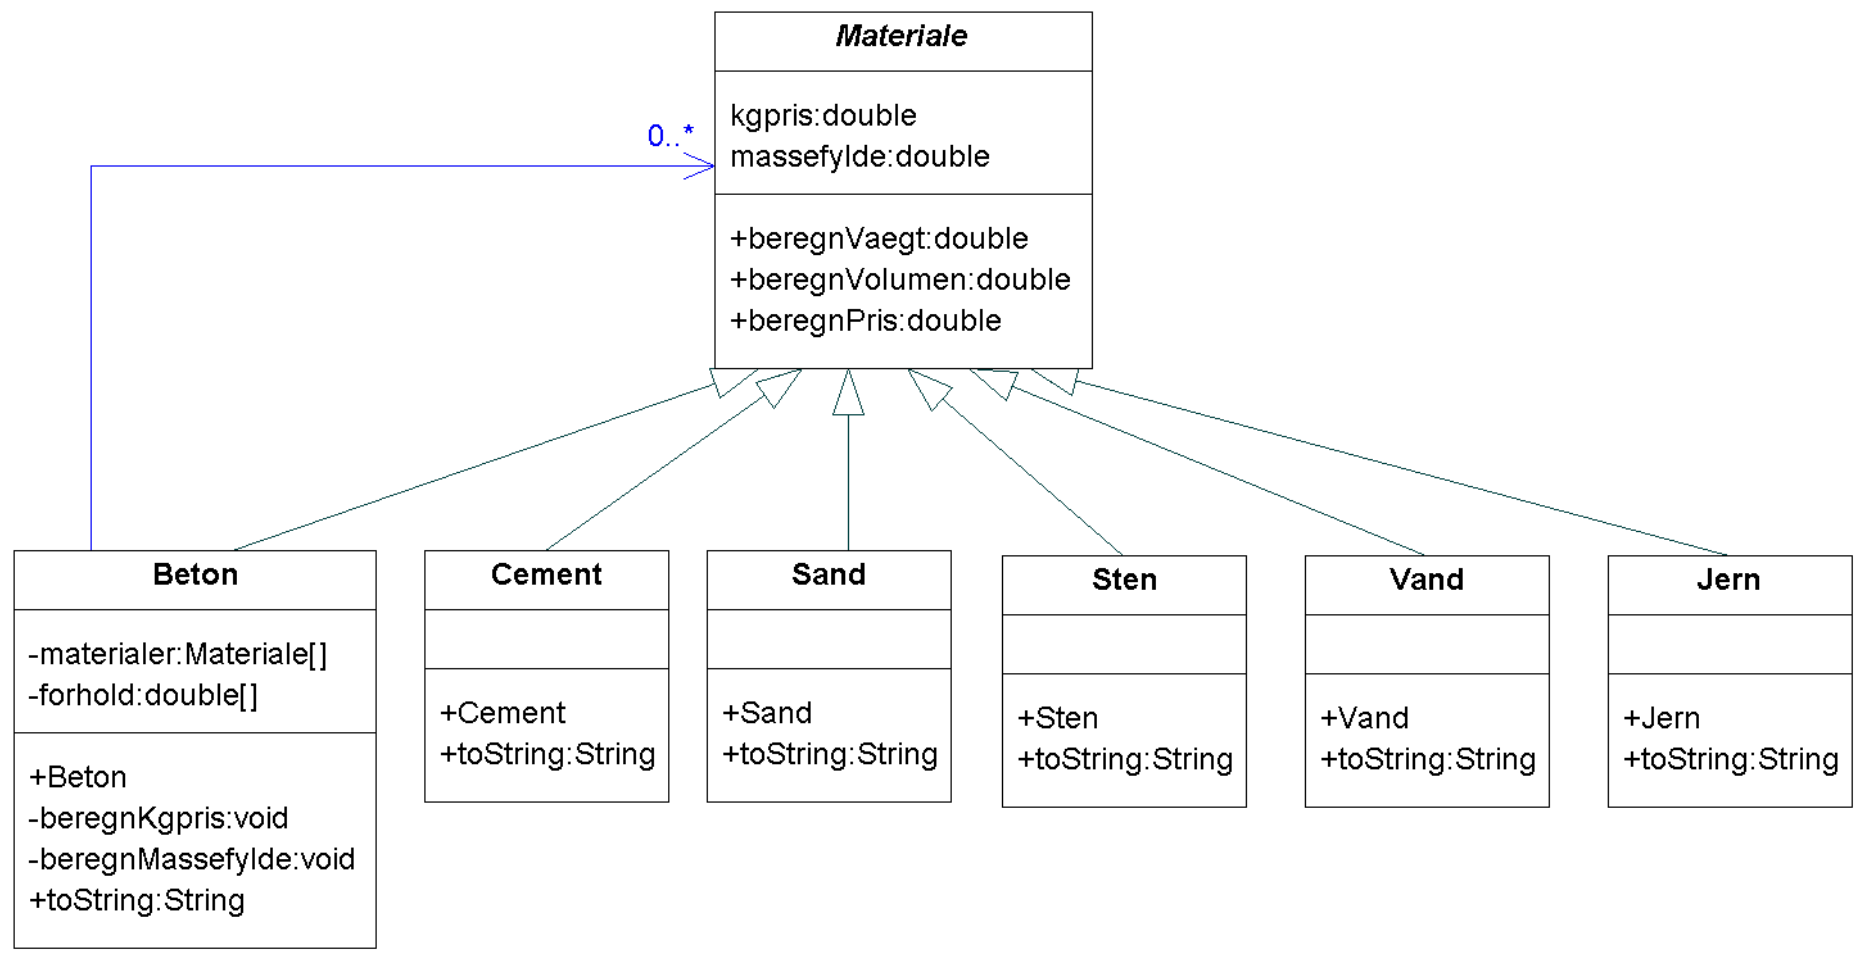 Materiale
kgpris:double
massefylde:double
0..*
+beregnVaegt:double
+beregnVolumen:double
+beregnPris:double
Beton
-materialer:Materiale[]
-forhold:double[]
+Beton
-beregnKgpris:void
-beregnMassefylde:void
+toString:String
Cement
+Cement
+toString:String
Sand
+Sand
+toString:String
Sten
+Sten
+toString:String
Vand
+Vand
+toString:String
Jern
+Jern
+toString:String